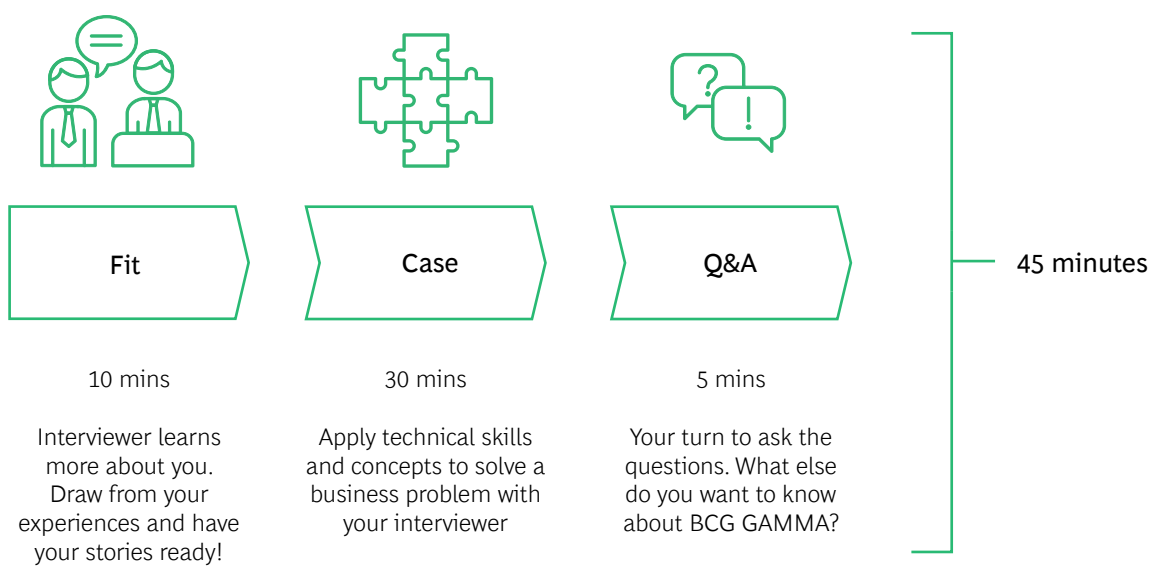 Fit
Case
Q&A
45 minutes
10 mins
30 mins
5 mins
Interviewer learns
more about you.
Draw from your
experiences and have
your stories ready!
Apply technical skills
and concepts to solve a
business problem with
your interviewer
Your turn to ask the
questions. What else
do you want to know
about BCG GAMMA?